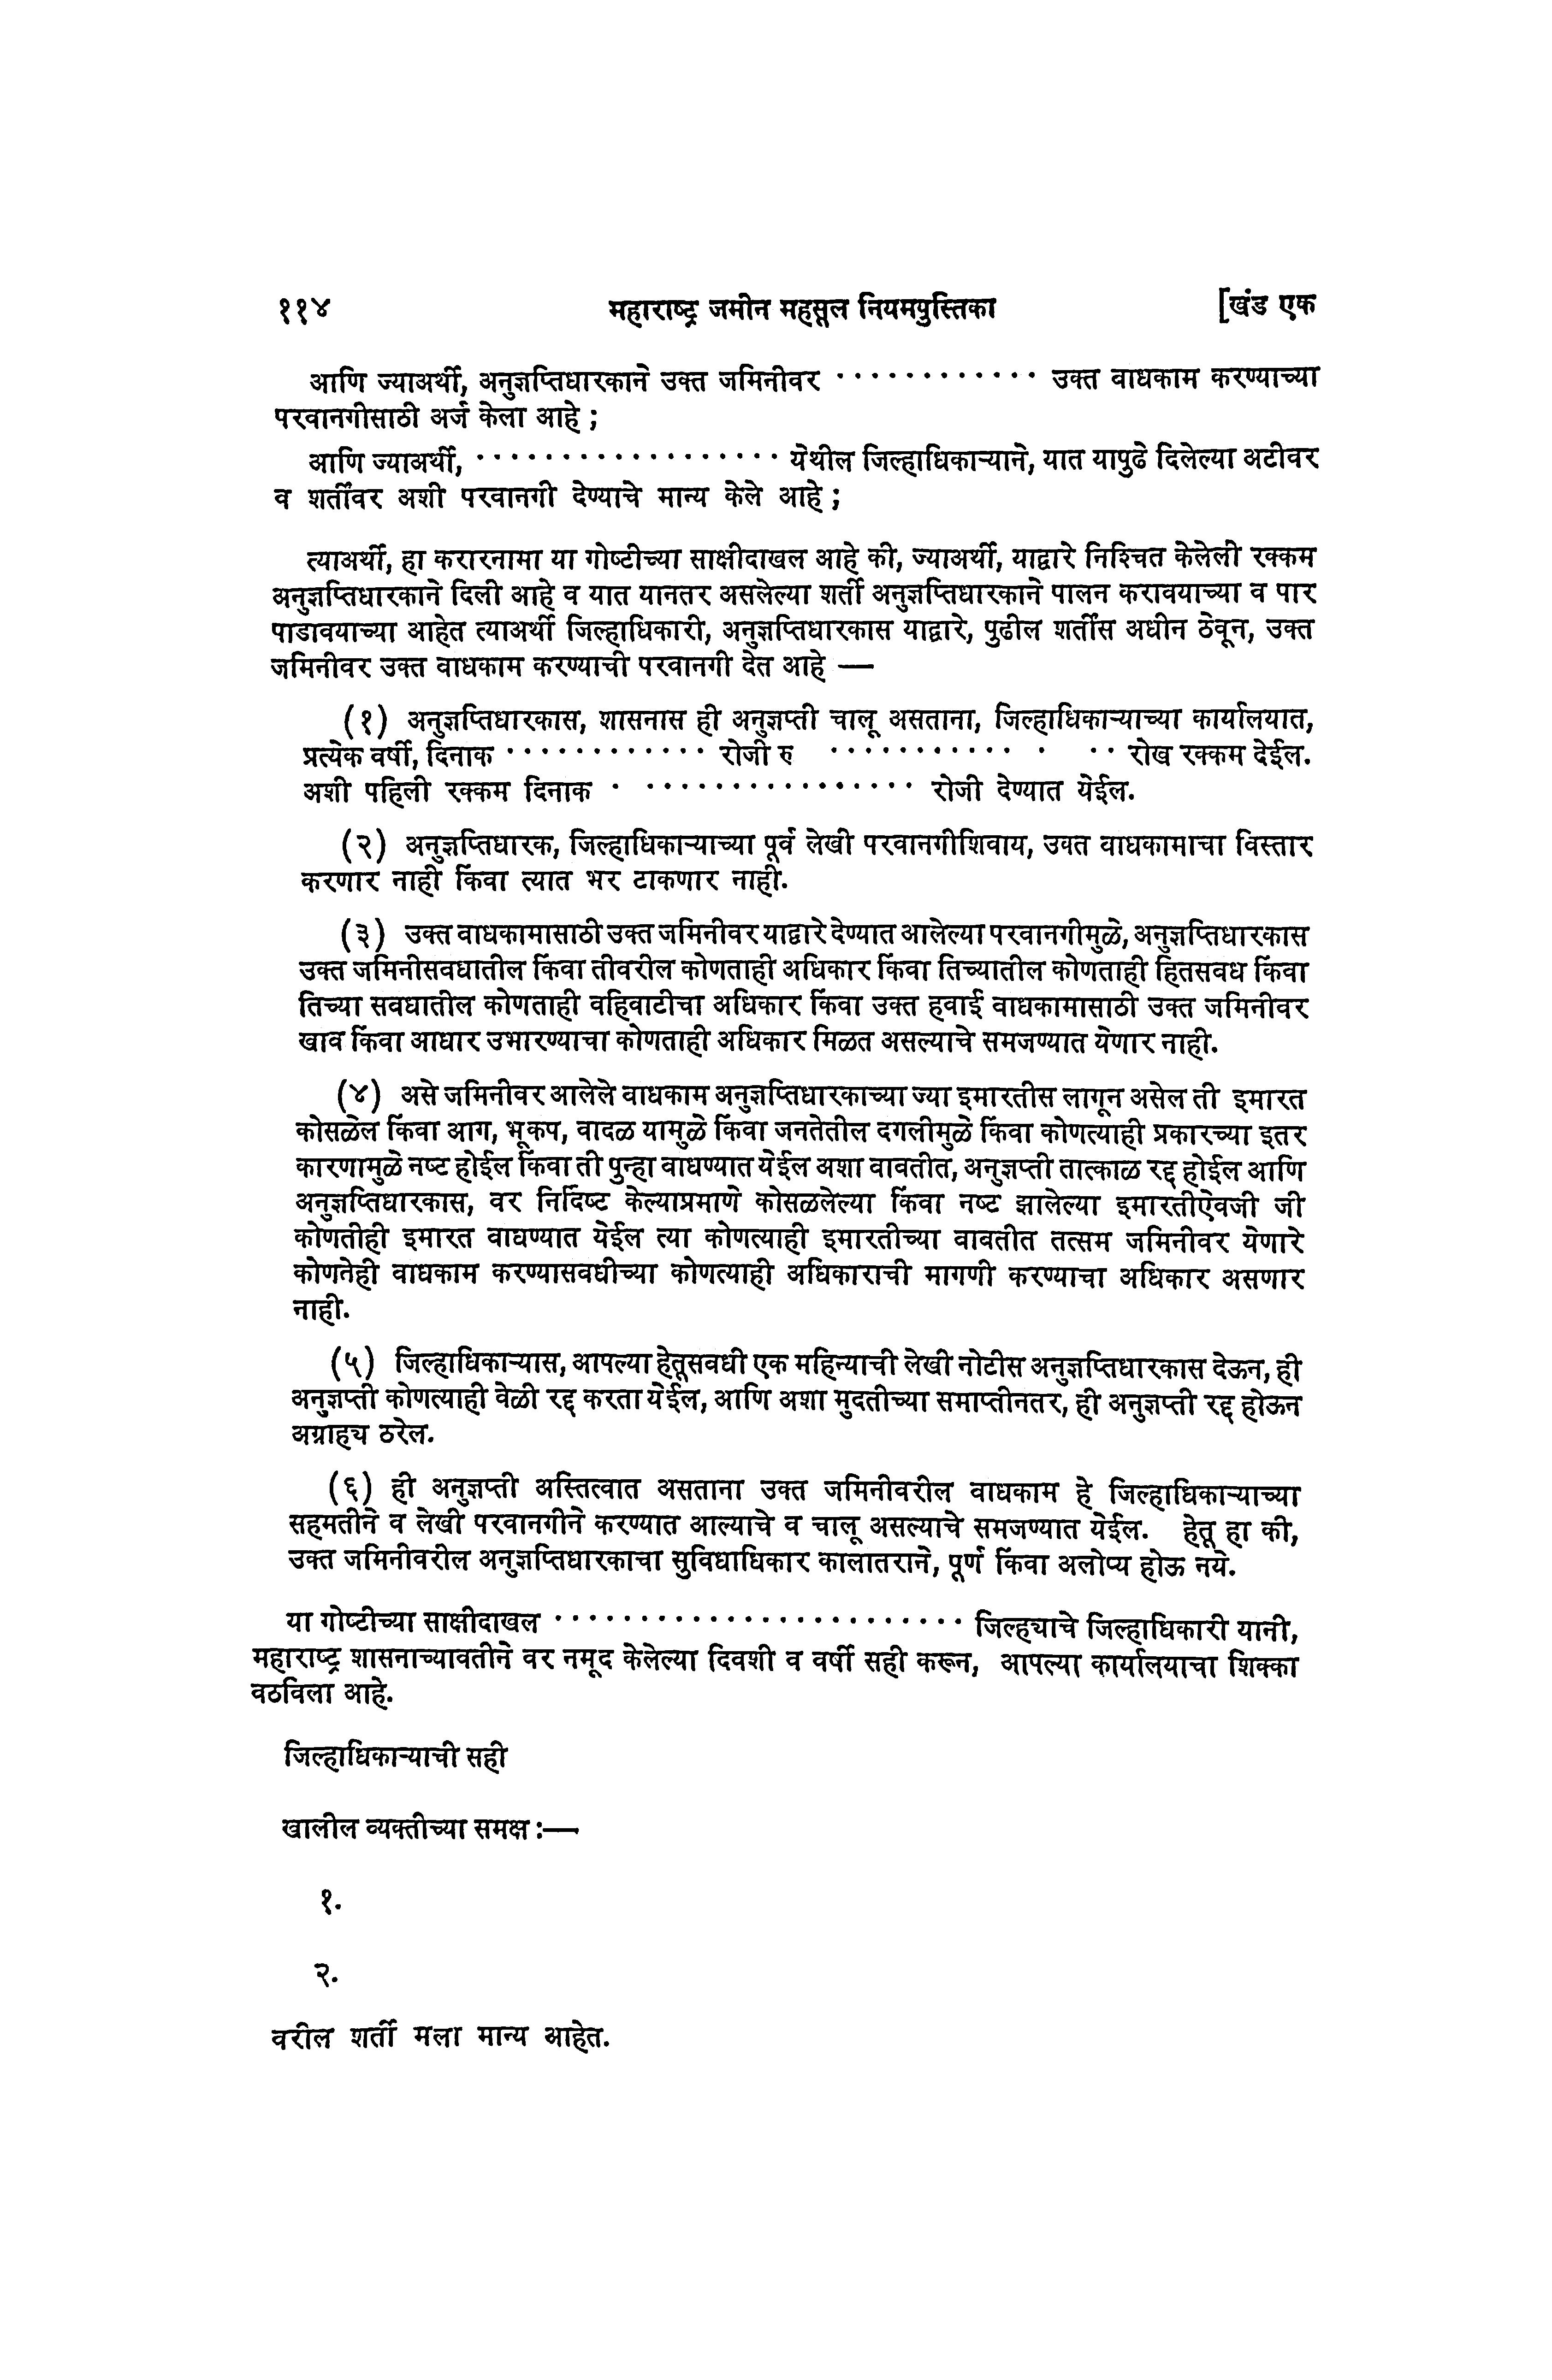 ११४ महाराष्ट्र जमीन महसूल नियमपुस्तिका [खंड एक
आणि ज्याअर्थी, अनुज्ञप्तिधारकाने उक्त जमिनीवर ............ उक्त वाधकाम करण्याच्या
परवानगीसाठी अर्ज केला आहे ;
आणि ज्याअर्थी, .................. येथील जिल्हाधिकाऱ्याने, यात यापुढे दिलेल्या अटीवर
व शर्तींवर अशी परवानगी देण्याचे मान्य केले आहे ;
त्याअर्थी, हा करारनामा या गोष्टीच्या साक्षीदाखल आहे की, ज्याअर्थी, याद्वारे निश्चित केलेली रक्कम
अनुज्ञप्तिधारकाने दिली आहे व यात यानतर असलेल्या शर्ती अनुज्ञप्तिधारकाने पालन करावयाच्या व पार
पाडावयाच्या आहेत त्याअर्थी जिल्हाधिकारी, अनुज्ञप्तिधारकास याद्वारे, पुढील शर्तीस अधीन ठेवून, उक्त
जमिनीवर उक्त वाधकाम करण्याची परवानगी देत आहे —
(१) अनुज्ञप्तिधारकास, शासनास ही अनुज्ञप्ती चालू असताना, जिल्हाधिकाऱ्याच्या कार्यालयात,
प्रत्येक वर्षी, दिनाक ............ रोजी रु ........... . .. रोख रक्कम देईल.
अशी पहिली रक्कम दिनाक . ................ रोजी देण्यात येईल.
(२) अनुज्ञप्तिधारक, जिल्हाधिकाऱ्याच्या पूर्व लेखी परवानगीशिवाय, उक्त वाधकामाचा विस्तार
करणार नाही किंवा त्यात भर टाकणार नाही.
(३) उक्त वाधकामासाठी उक्त जमिनीवर याद्वारे देण्यात आलेल्या परवानगीमुळे, अनुज्ञप्तिधारकास
उक्त जमिनीसवधातील किंवा तीवरील कोणताही अधिकार किंवा तिच्यातील कोणताही हितसवध किंवा
तिच्या सवधातील कोणताही वहिवाटीचा अधिकार किंवा उक्त हवाई वाधकामासाठी उक्त जमिनीवर
खाव किंवा आधार उभारण्याचा कोणताही अधिकार मिळत असल्याचे समजण्यात येणार नाही.
(४) असे जमिनीवर आलेले वाधकाम अनुज्ञप्तिधारकाच्या ज्या इमारतीस लागून असेल ती इमारत
कोसळेल किंवा आग, भूकप, वादळ यामुळे किंवा जनतेतील दगलीमुळे किंवा कोणत्याही प्रकारच्या इतर
कारणामुळे नष्ट होईल किंवा ती पुन्हा वाधण्यात येईल अशा वावतीत, अनुज्ञप्ती तात्काळ रद्द होईल आणि
अनुज्ञप्तिधारकास, वर निर्दिष्ट केल्याप्रमाणे कोसळलेल्या किंवा नष्ट झालेल्या इमारतीऐवजी जी
कोणतीही इमारत वाधण्यात येईल त्या कोणत्याही इमारतीच्या वावतीत तत्सम जमिनीवर येणारे
कोणतेही वाधकाम करण्यासवधीच्या कोणत्याही अधिकाराची मागणी करण्याचा अधिकार असणार
नाही.
(५) जिल्हाधिकाऱ्यास, आपल्या हेतूसवधी एक महिन्याची लेखी नोटीस अनुज्ञप्तिधारकास देऊन, ही
अनुज्ञप्ती कोणत्याही वेळी रद्द करता येईल, आणि अशा मुदतीच्या समाप्तीनतर, ही अनुज्ञप्ती रद्द होऊन
अग्राह्य ठरेल.
(६) ही अनुज्ञप्ती अस्तित्वात असताना उक्त जमिनीवरील वाधकाम हे जिल्हाधिकाऱ्याच्या
सहमतीने व लेखी परवानगीने करण्यात आल्याचे व चालू असल्याचे समजण्यात येईल. हेतू हा की,
उक्त जमिनीवरील अनुज्ञप्तिधारकाचा सुविधाधिकार कालातराने, पूर्ण किंवा अलोप्य होऊ नये.
या गोष्टीच्या साक्षीदाखल ........................ जिल्ह्याचे जिल्हाधिकारी यानी,
महाराष्ट्र शासनाच्यावतीने वर नमूद केलेल्या दिवशी व वर्षी सही करून, आपल्या कार्यालयाचा शिक्का
वठविला आहे.
जिल्हाधिकाऱ्याची सही
खालील व्यक्तीच्या समक्ष :—
१.
२.
वरील शर्ती मला मान्य आहेत.